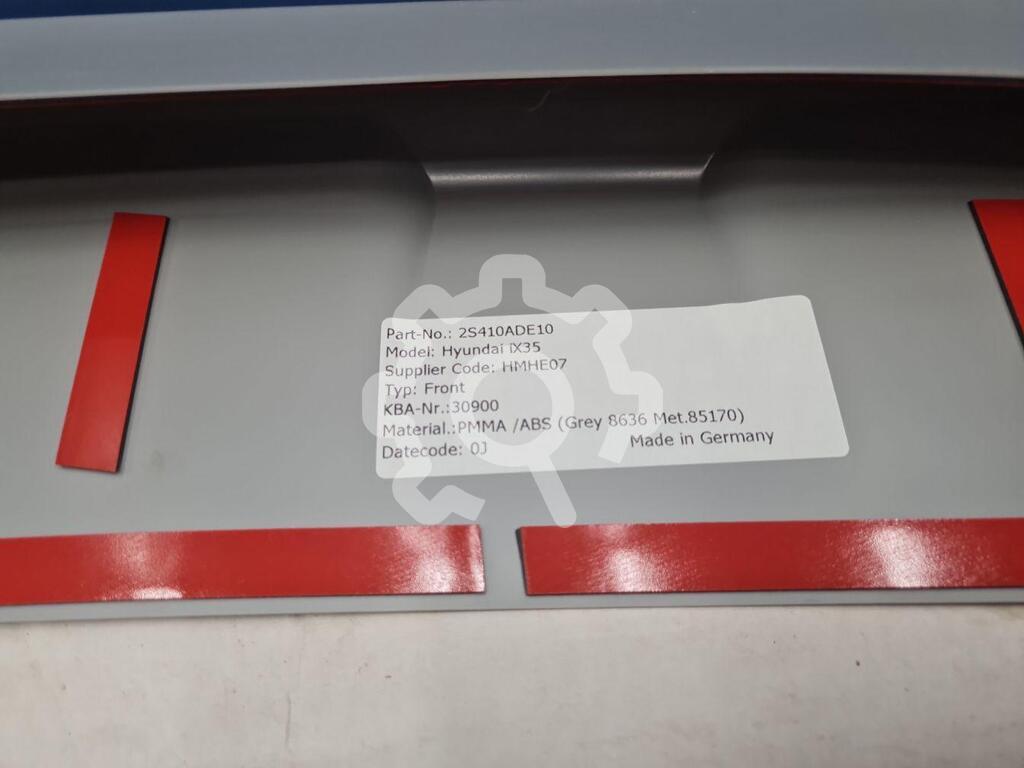 Part-No.: 2S410ADE10
Model: Hyundai IX35
Supplier Code: HMHE07
Typ: Front
KBA-Nr.:30900
Material.:PMMA /ABS (Grey 8636 Met.85170)
Datecode: 0J Made in Germany